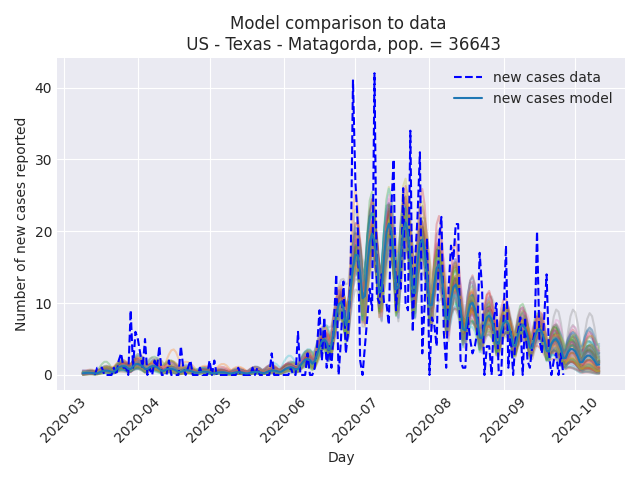 Model comparison to data
US - Texas - Matagorda, pop. = 36643
new cases data
new cases model
Number of new cases reported
40
30
20
10
0
2020-03
2020-04
2020-05
2020-06
2020-07
2020-08
2020-09
2020-10
Day